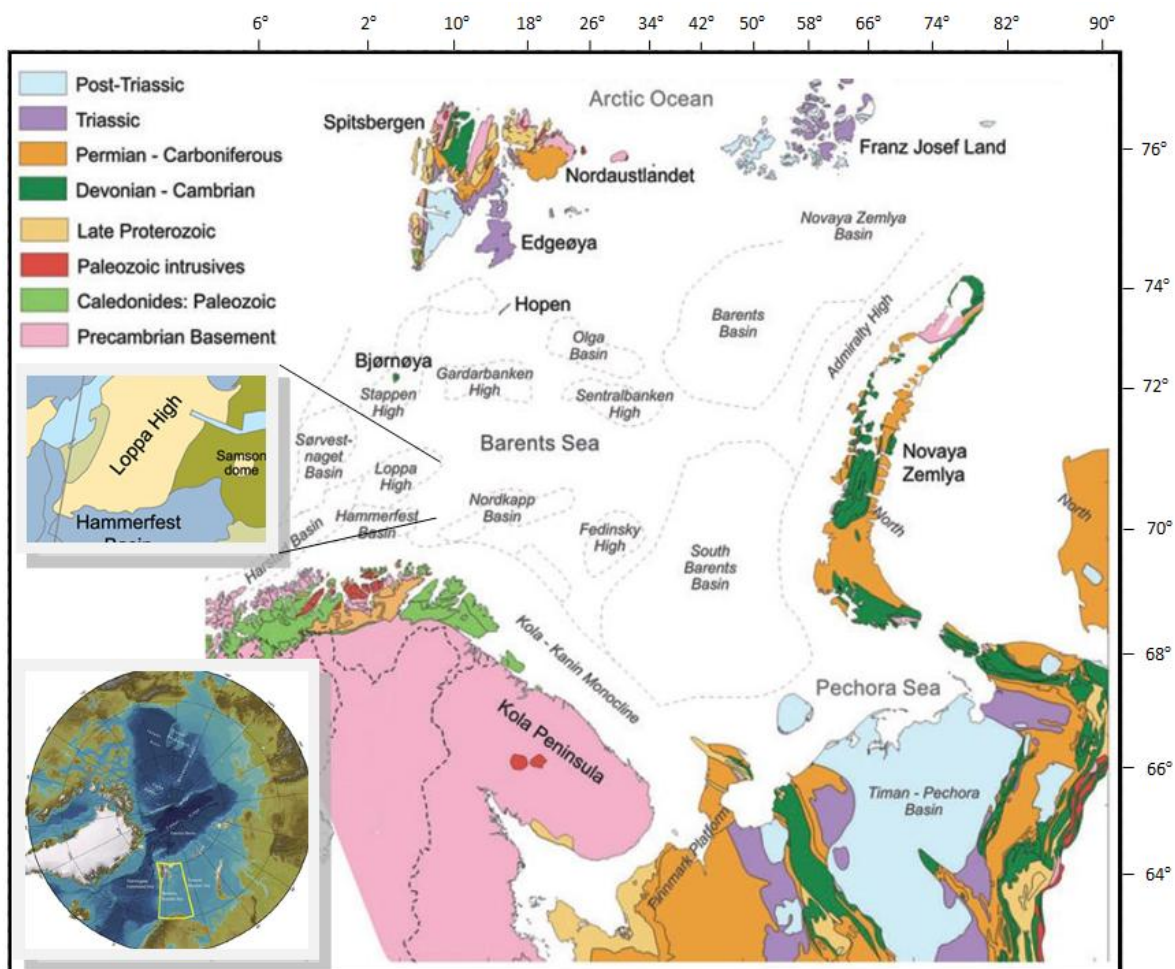 6° 2° 10° 18° 26° 34° 42° 50° 58° 66° 74° 82° 90°
Post-Triassic
Triassic
Permian - Carboniferous
Devonian - Cambrian
Late Proterozoic
Paleozoic intrusives
Caledonides: Paleozoic
Precambrian Basement
Arctic Ocean
Spitsbergen
Nordaustlandet
Edgeøya
Franz Josef Land
Novaya Zemlya
Basin
Hopen
Bjørnøya
Stappen
High
Gardarbanken
High
Olga
Basin
Sentralbanken
High
Barents
Basin
Admiralty High
Barents Sea
Sørvest-
naget
Basin
Loppa
High
Hammerfest
Basin
Nordkapp
Basin
Fedinsky
High
South
Barents
Basin
Novaya
Zemlya
North
North
Harstad Basin
Kola - Kanin Monocline
Pechora Sea
Kola Peninsula
Timan - Pechora
Basin
Finnmark Platform
Loppa High
Samson
dome
Hammerfest
76°
74°
72°
70°
68°
66°
64°